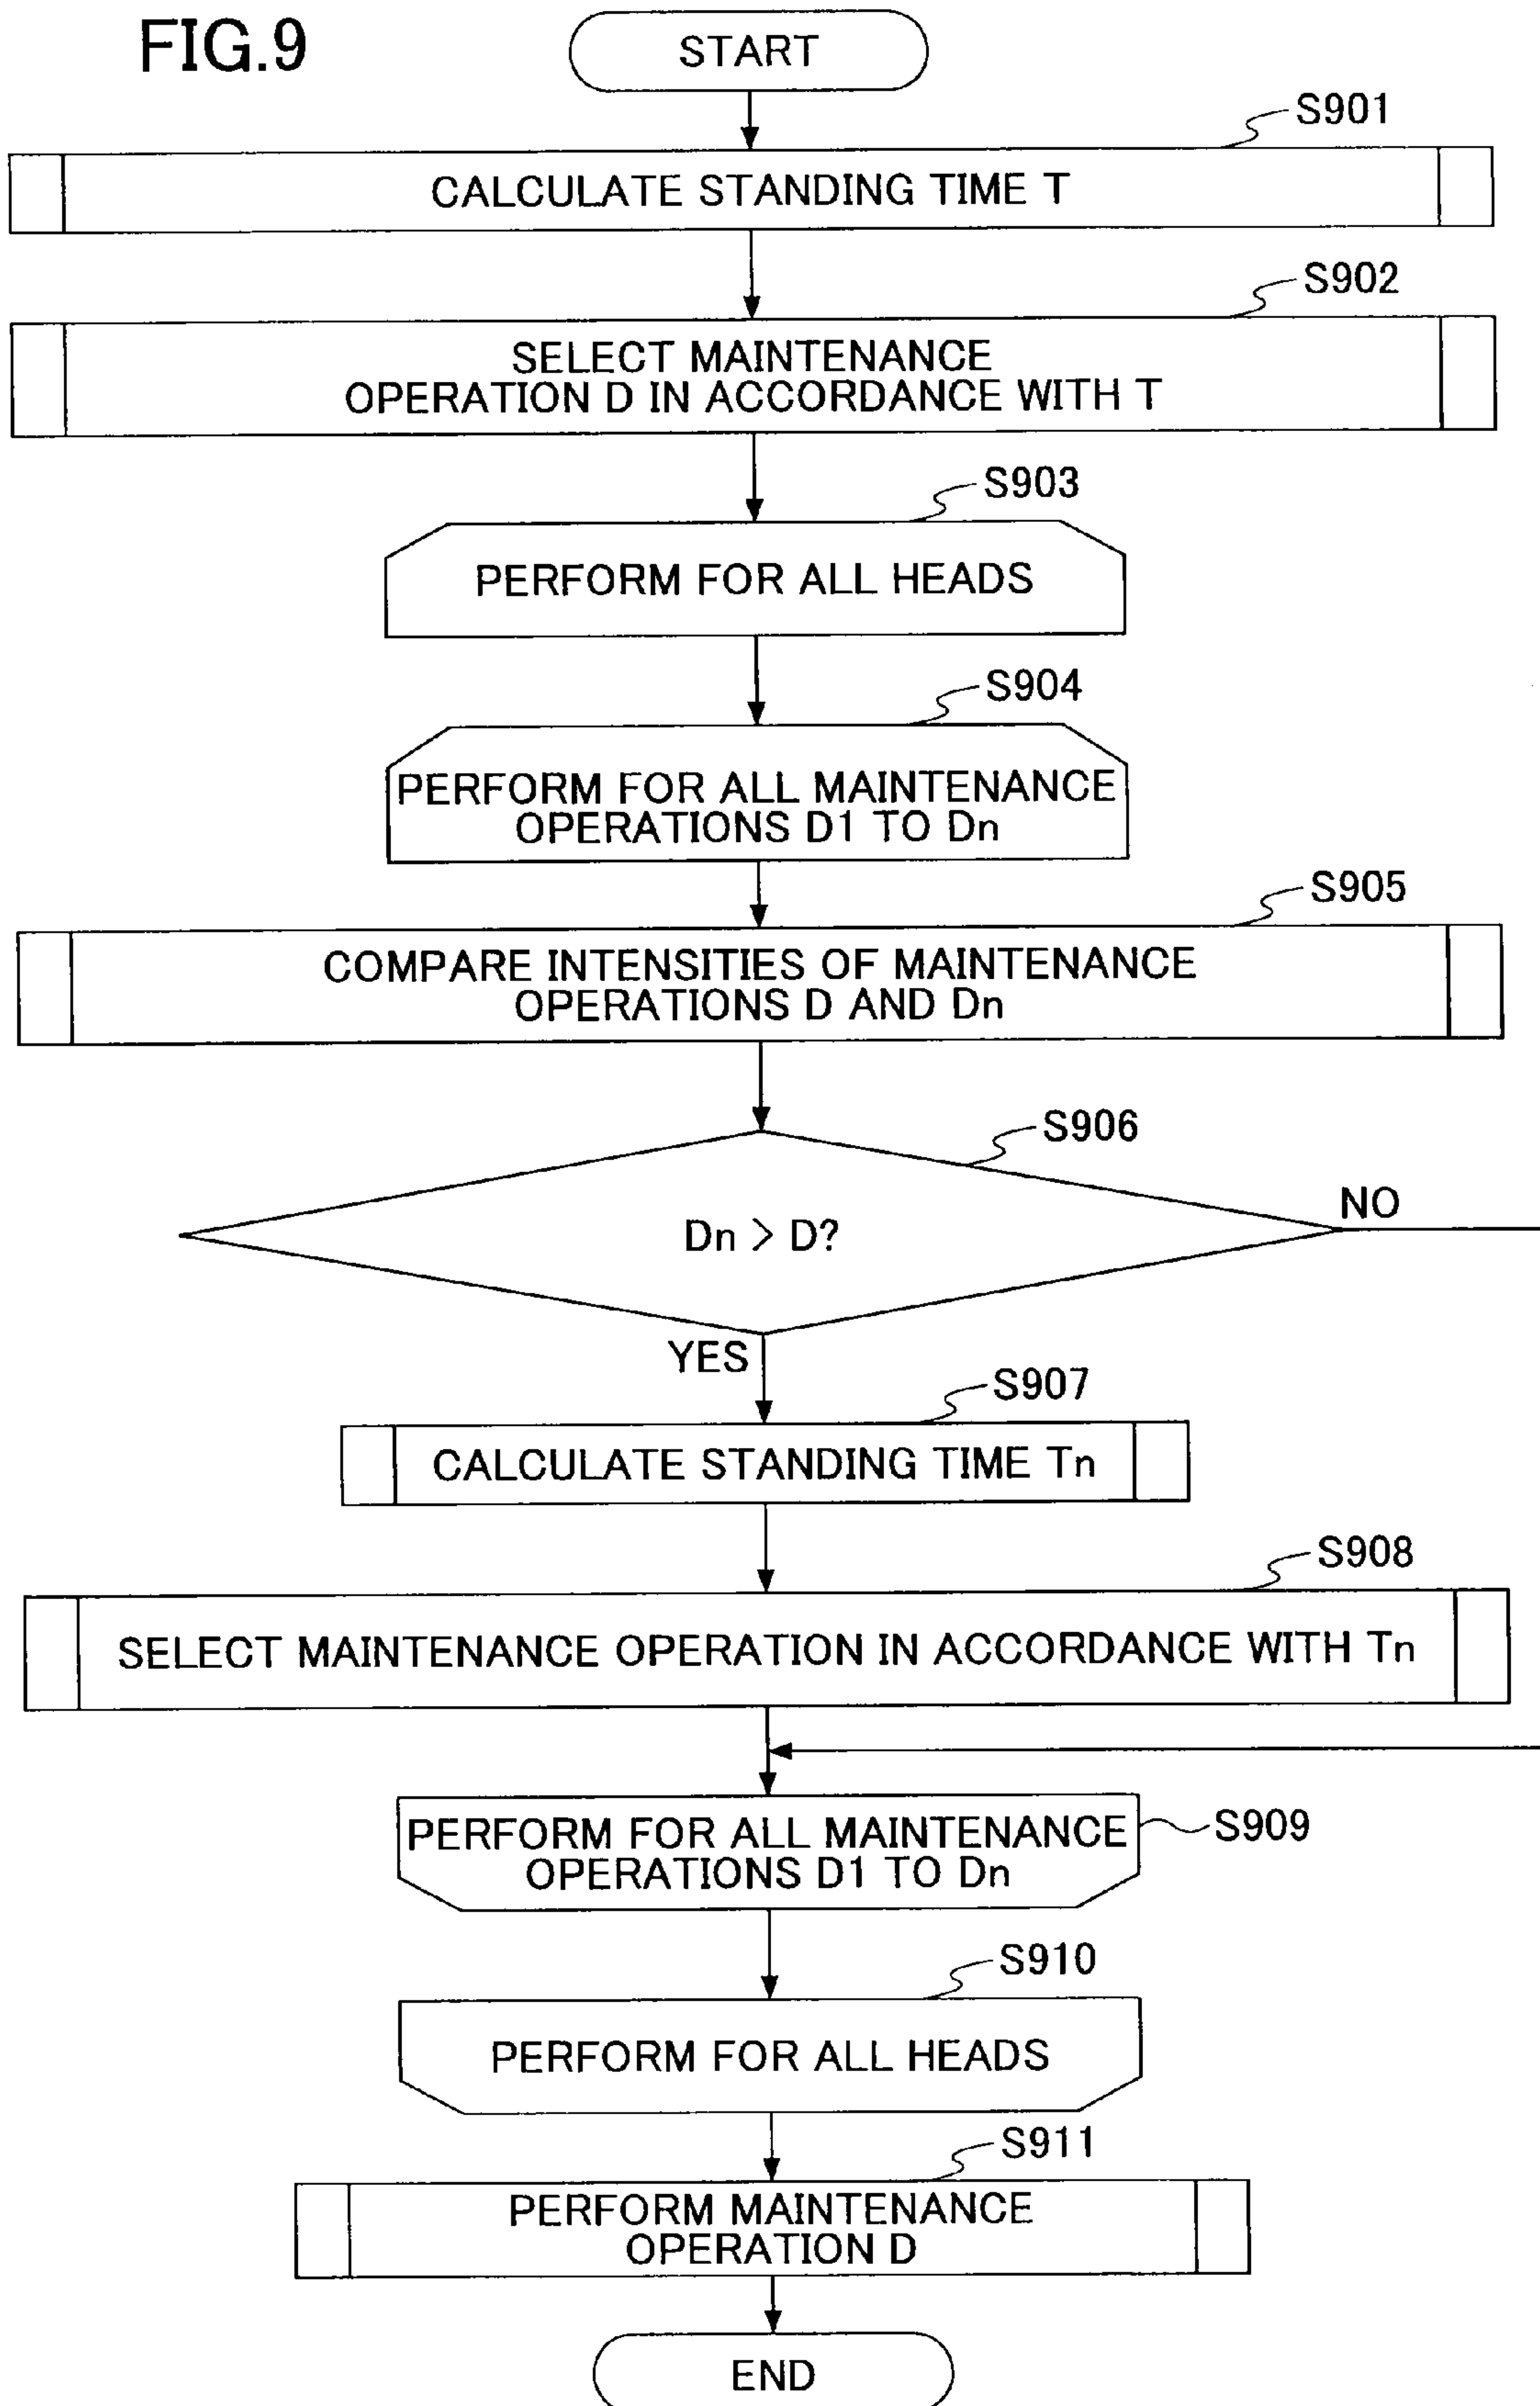 FIG.9
START
S901
CALCULATE STANDING TIME T
S902
SELECT MAINTENANCE
OPERATION D IN ACCORDANCE WITH T
S903
PERFORM FOR ALL HEADS
S904
PERFORM FOR ALL MAINTENANCE
OPERATIONS D1 TO Dn
S905
COMPARE INTENSITIES OF MAINTENANCE
OPERATIONS D AND Dn
S906
Dn > D?
NO
YES
S907
CALCULATE STANDING TIME Tn
S908
SELECT MAINTENANCE OPERATION IN ACCORDANCE WITH Tn
PERFORM FOR ALL MAINTENANCE
OPERATIONS D1 TO Dn
S909
S910
PERFORM FOR ALL HEADS
S911
PERFORM MAINTENANCE
OPERATION D
END